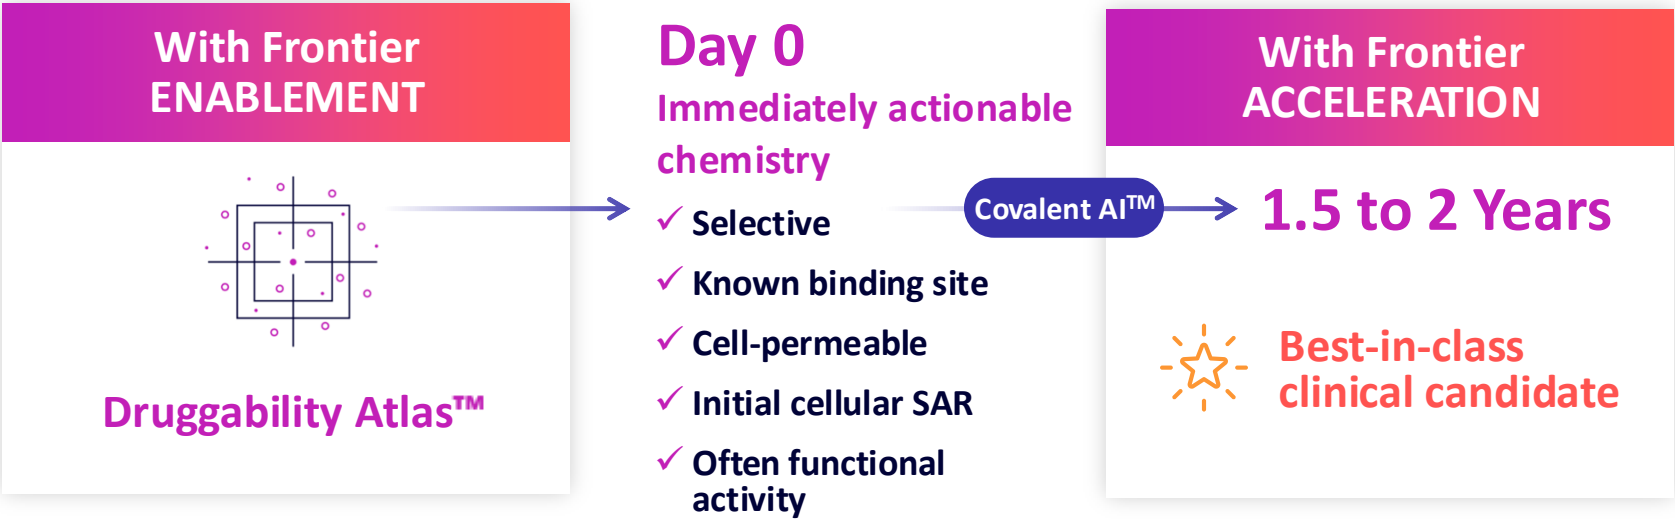 With Frontier
ENABLEMENT
Druggability Atlas™
Day 0
Immediately actionable
chemistry
✓ Selective
✓ Known binding site
✓ Cell-permeable
✓ Initial cellular SAR
✓ Often functional
activity
Covalent AI™
With Frontier
ACCELERATION
1.5 to 2 Years
Best-in-class
clinical candidate